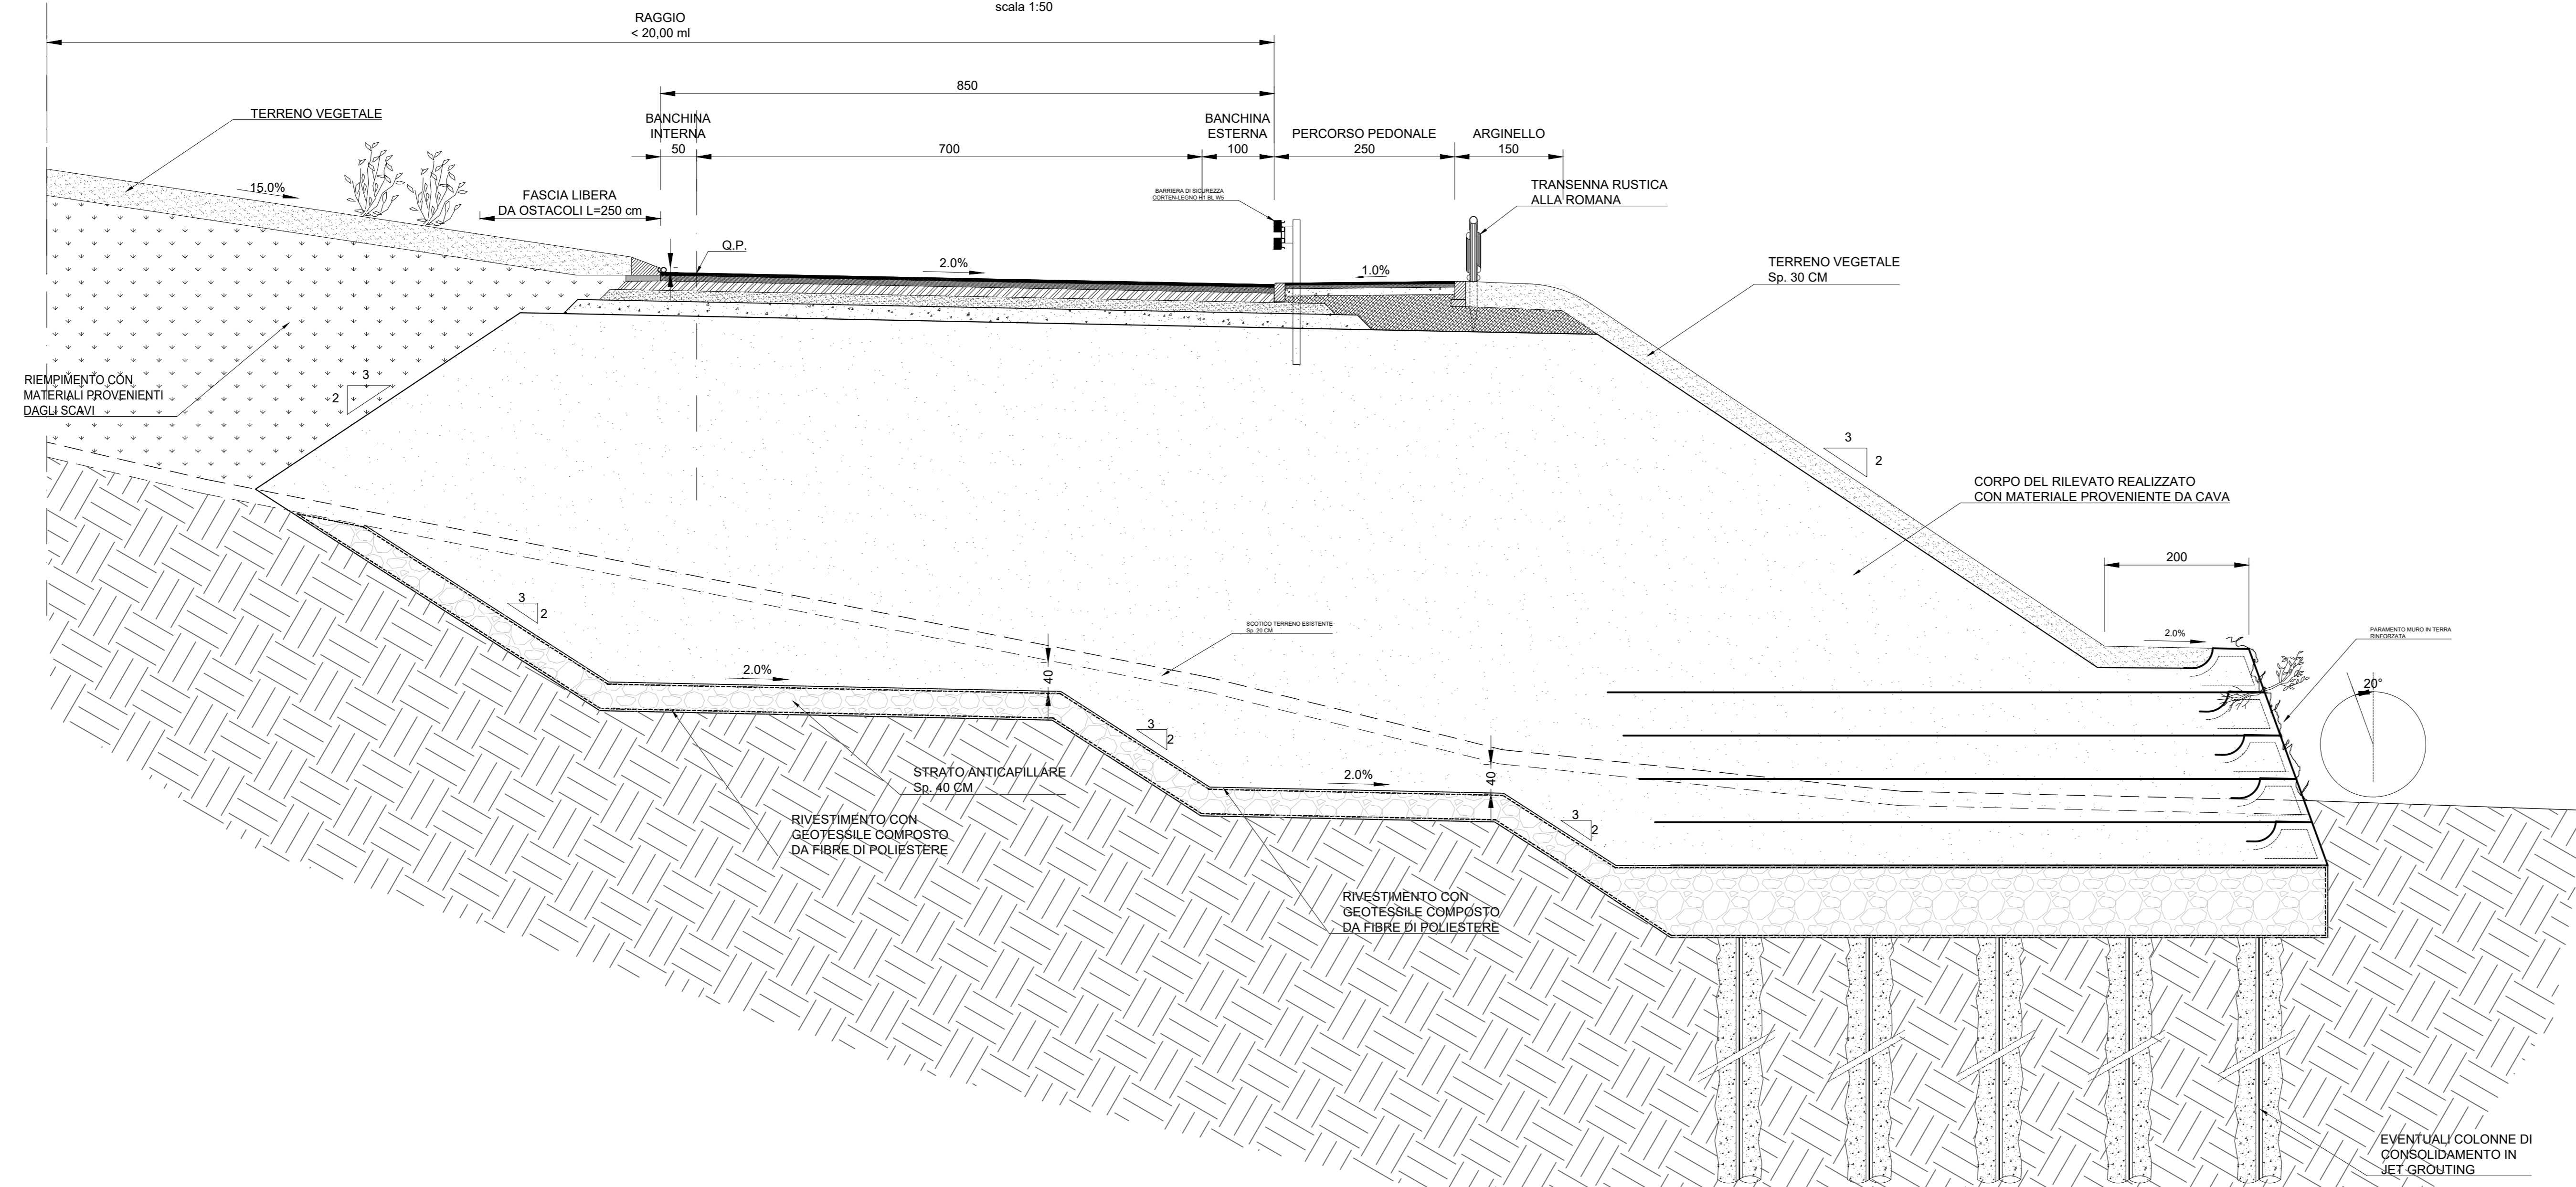 scala 1:50
RAGGIO
< 20,00 ml
850
TERRENO VEGETALE
BANCHINA
INTERNA
BANCHINA
ESTERNA
PERCORSO PEDONALE
ARGINELLO
50
700
100
250
150
15.0%
FASCIA LIBERA
DA OSTACOLI L=250 cm
BARRIERA DI SICUREZZA
CORTEN-LEGNO H1 BL W5
TRANSENNA RUSTICA
ALLA ROMANA
Q.P.
2.0%
1.0%
TERRENO VEGETALE
Sp. 30 CM
RIEMPIMENTO CON
MATERIALI PROVENIENTI
DAGLI SCAVI
3
2
3
2
CORPO DEL RILEVATO REALIZZATO
CON MATERIALE PROVENIENTE DA CAVA
200
3
2
SCOTICO TERRENO ESISTENTE
Sp. 20 CM
2.0%
PARAMENTO MURO IN TERRA
RINFORZATA
2.0%
40
20°
3
2
STRATO ANTICAPILLARE
Sp. 40 CM
2.0%
40
RIVESTIMENTO CON
GEOTESSILE COMPOSTO
DA FIBRE DI POLIESTERE
3
2
RIVESTIMENTO CON
GEOTESSILE COMPOSTO
DA FIBRE DI POLIESTERE
EVENTUALI COLONNE DI
CONSOLIDAMENTO IN
JET GROUTING